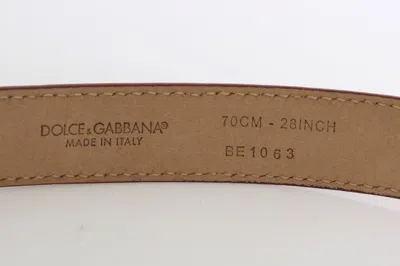 DOLCE & GABBANA®
MADE IN ITALY
70CM - 28INCH
BE1063